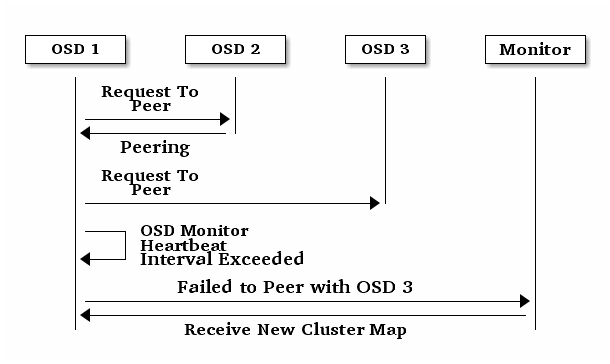 OSD 1
OSD 2
OSD 3
Monitor
Request To
Peer
Peering
Request To
Peer
OSD Monitor
Heartbeat
Interval Exceeded
Failed to Peer with OSD 3
Receive New Cluster Map